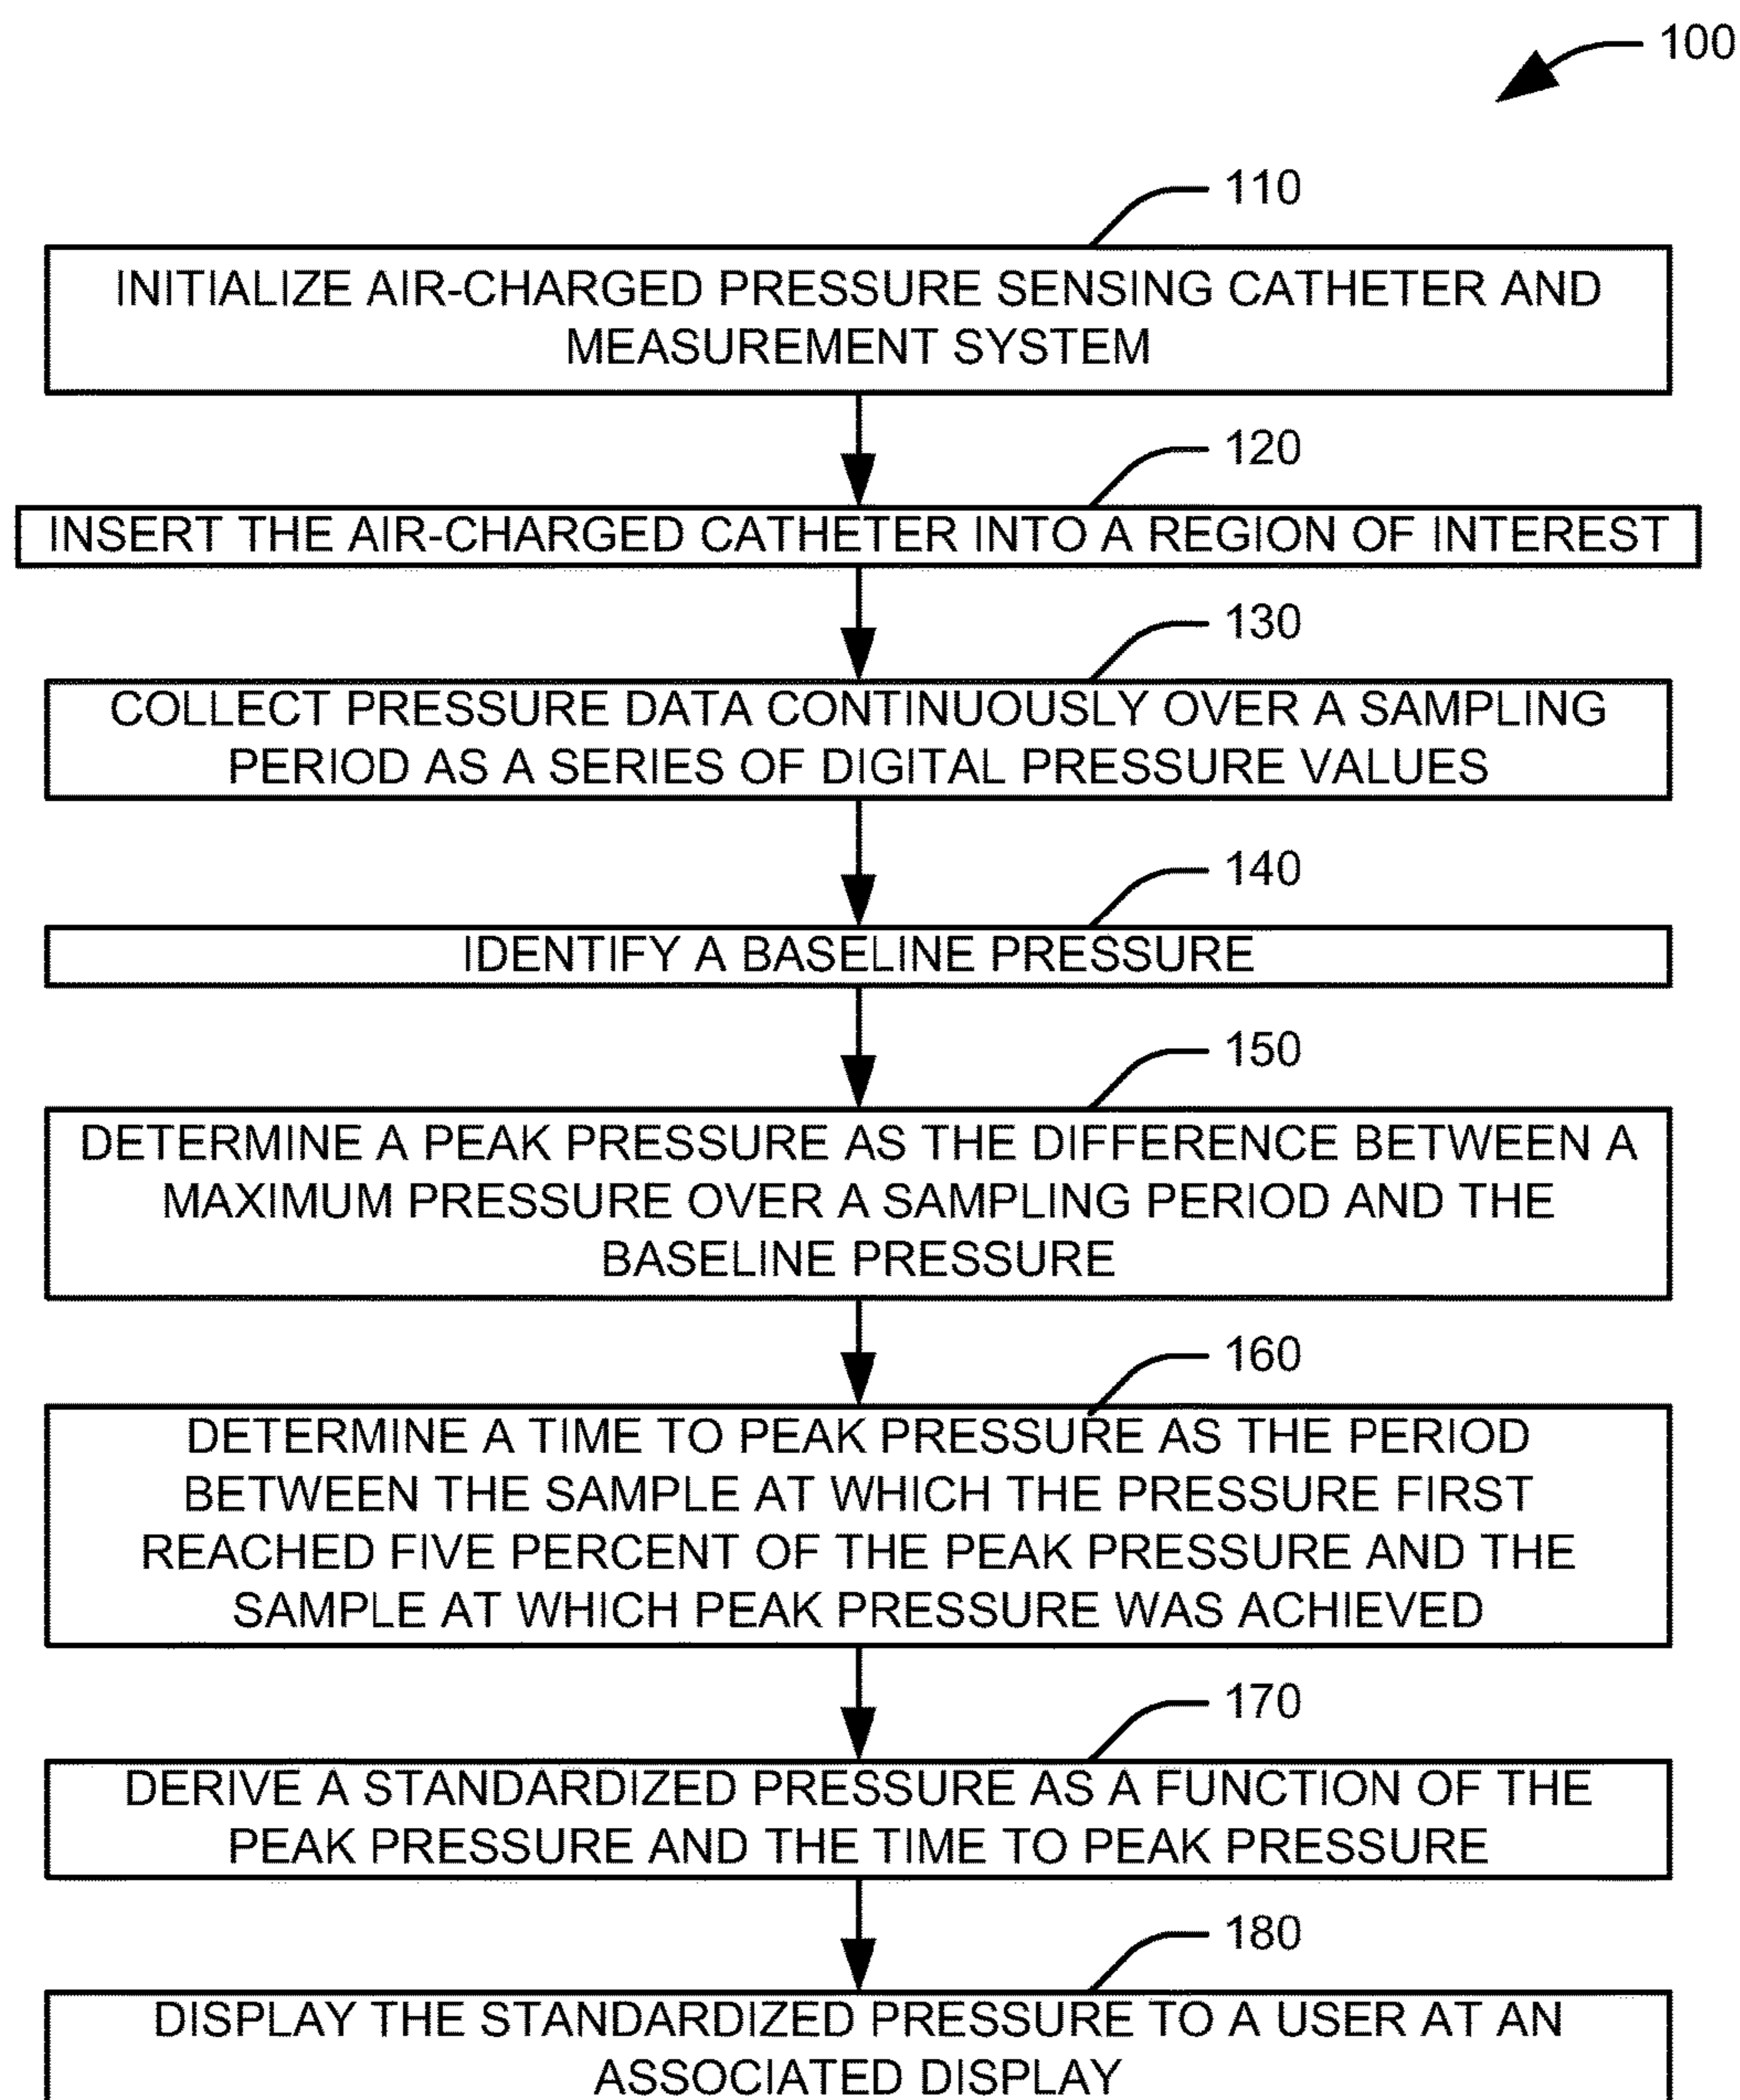 100
110
INITIALIZE AIR-CHARGED PRESSURE SENSING CATHETER AND
MEASUREMENT SYSTEM
120
INSERT THE AIR-CHARGED CATHETER INTO A REGION OF INTEREST
130
COLLECT PRESSURE DATA CONTINUOUSLY OVER A SAMPLING
PERIOD AS A SERIES OF DIGITAL PRESSURE VALUES
140
IDENTIFY A BASELINE PRESSURE
150
DETERMINE A PEAK PRESSURE AS THE DIFFERENCE BETWEEN A
MAXIMUM PRESSURE OVER A SAMPLING PERIOD AND THE
BASELINE PRESSURE
160
DETERMINE A TIME TO PEAK PRESSURE AS THE PERIOD
BETWEEN THE SAMPLE AT WHICH THE PRESSURE FIRST
REACHED FIVE PERCENT OF THE PEAK PRESSURE AND THE
SAMPLE AT WHICH PEAK PRESSURE WAS ACHIEVED
170
DERIVE A STANDARDIZED PRESSURE AS A FUNCTION OF THE
PEAK PRESSURE AND THE TIME TO PEAK PRESSURE
180
DISPLAY THE STANDARDIZED PRESSURE TO A USER AT AN
ASSOCIATED DISPLAY